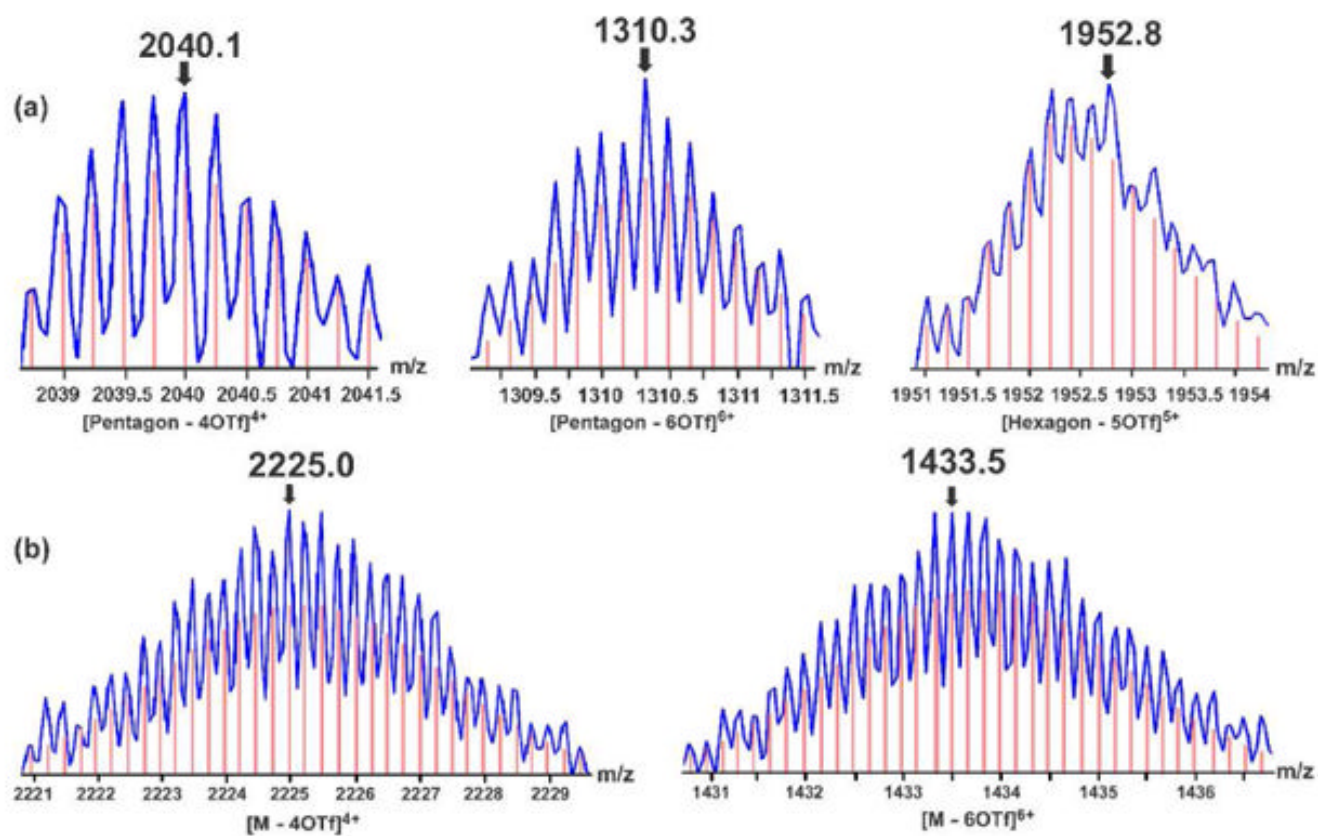 2040.1 1310.3 1952.8
(a)
m/z m/z m/z
2039 2039.5 2040 2040.5 2041 2041.5 1309.5 1310 1310.5 1311 1311.5 1951 1951.5 1952 1952.5 1953 1953.5 1954
[Pentagon - 4OTf]⁴⁺ [Pentagon - 6OTf]⁶⁺ [Hexagon - 5OTf]⁵⁺
2225.0 1433.5
(b)
m/z m/z
2221 2222 2223 2224 2225 2226 2227 2228 2229 1431 1432 1433 1434 1435 1436
[M - 4OTf]⁴⁺ [M - 6OTf]⁶⁺